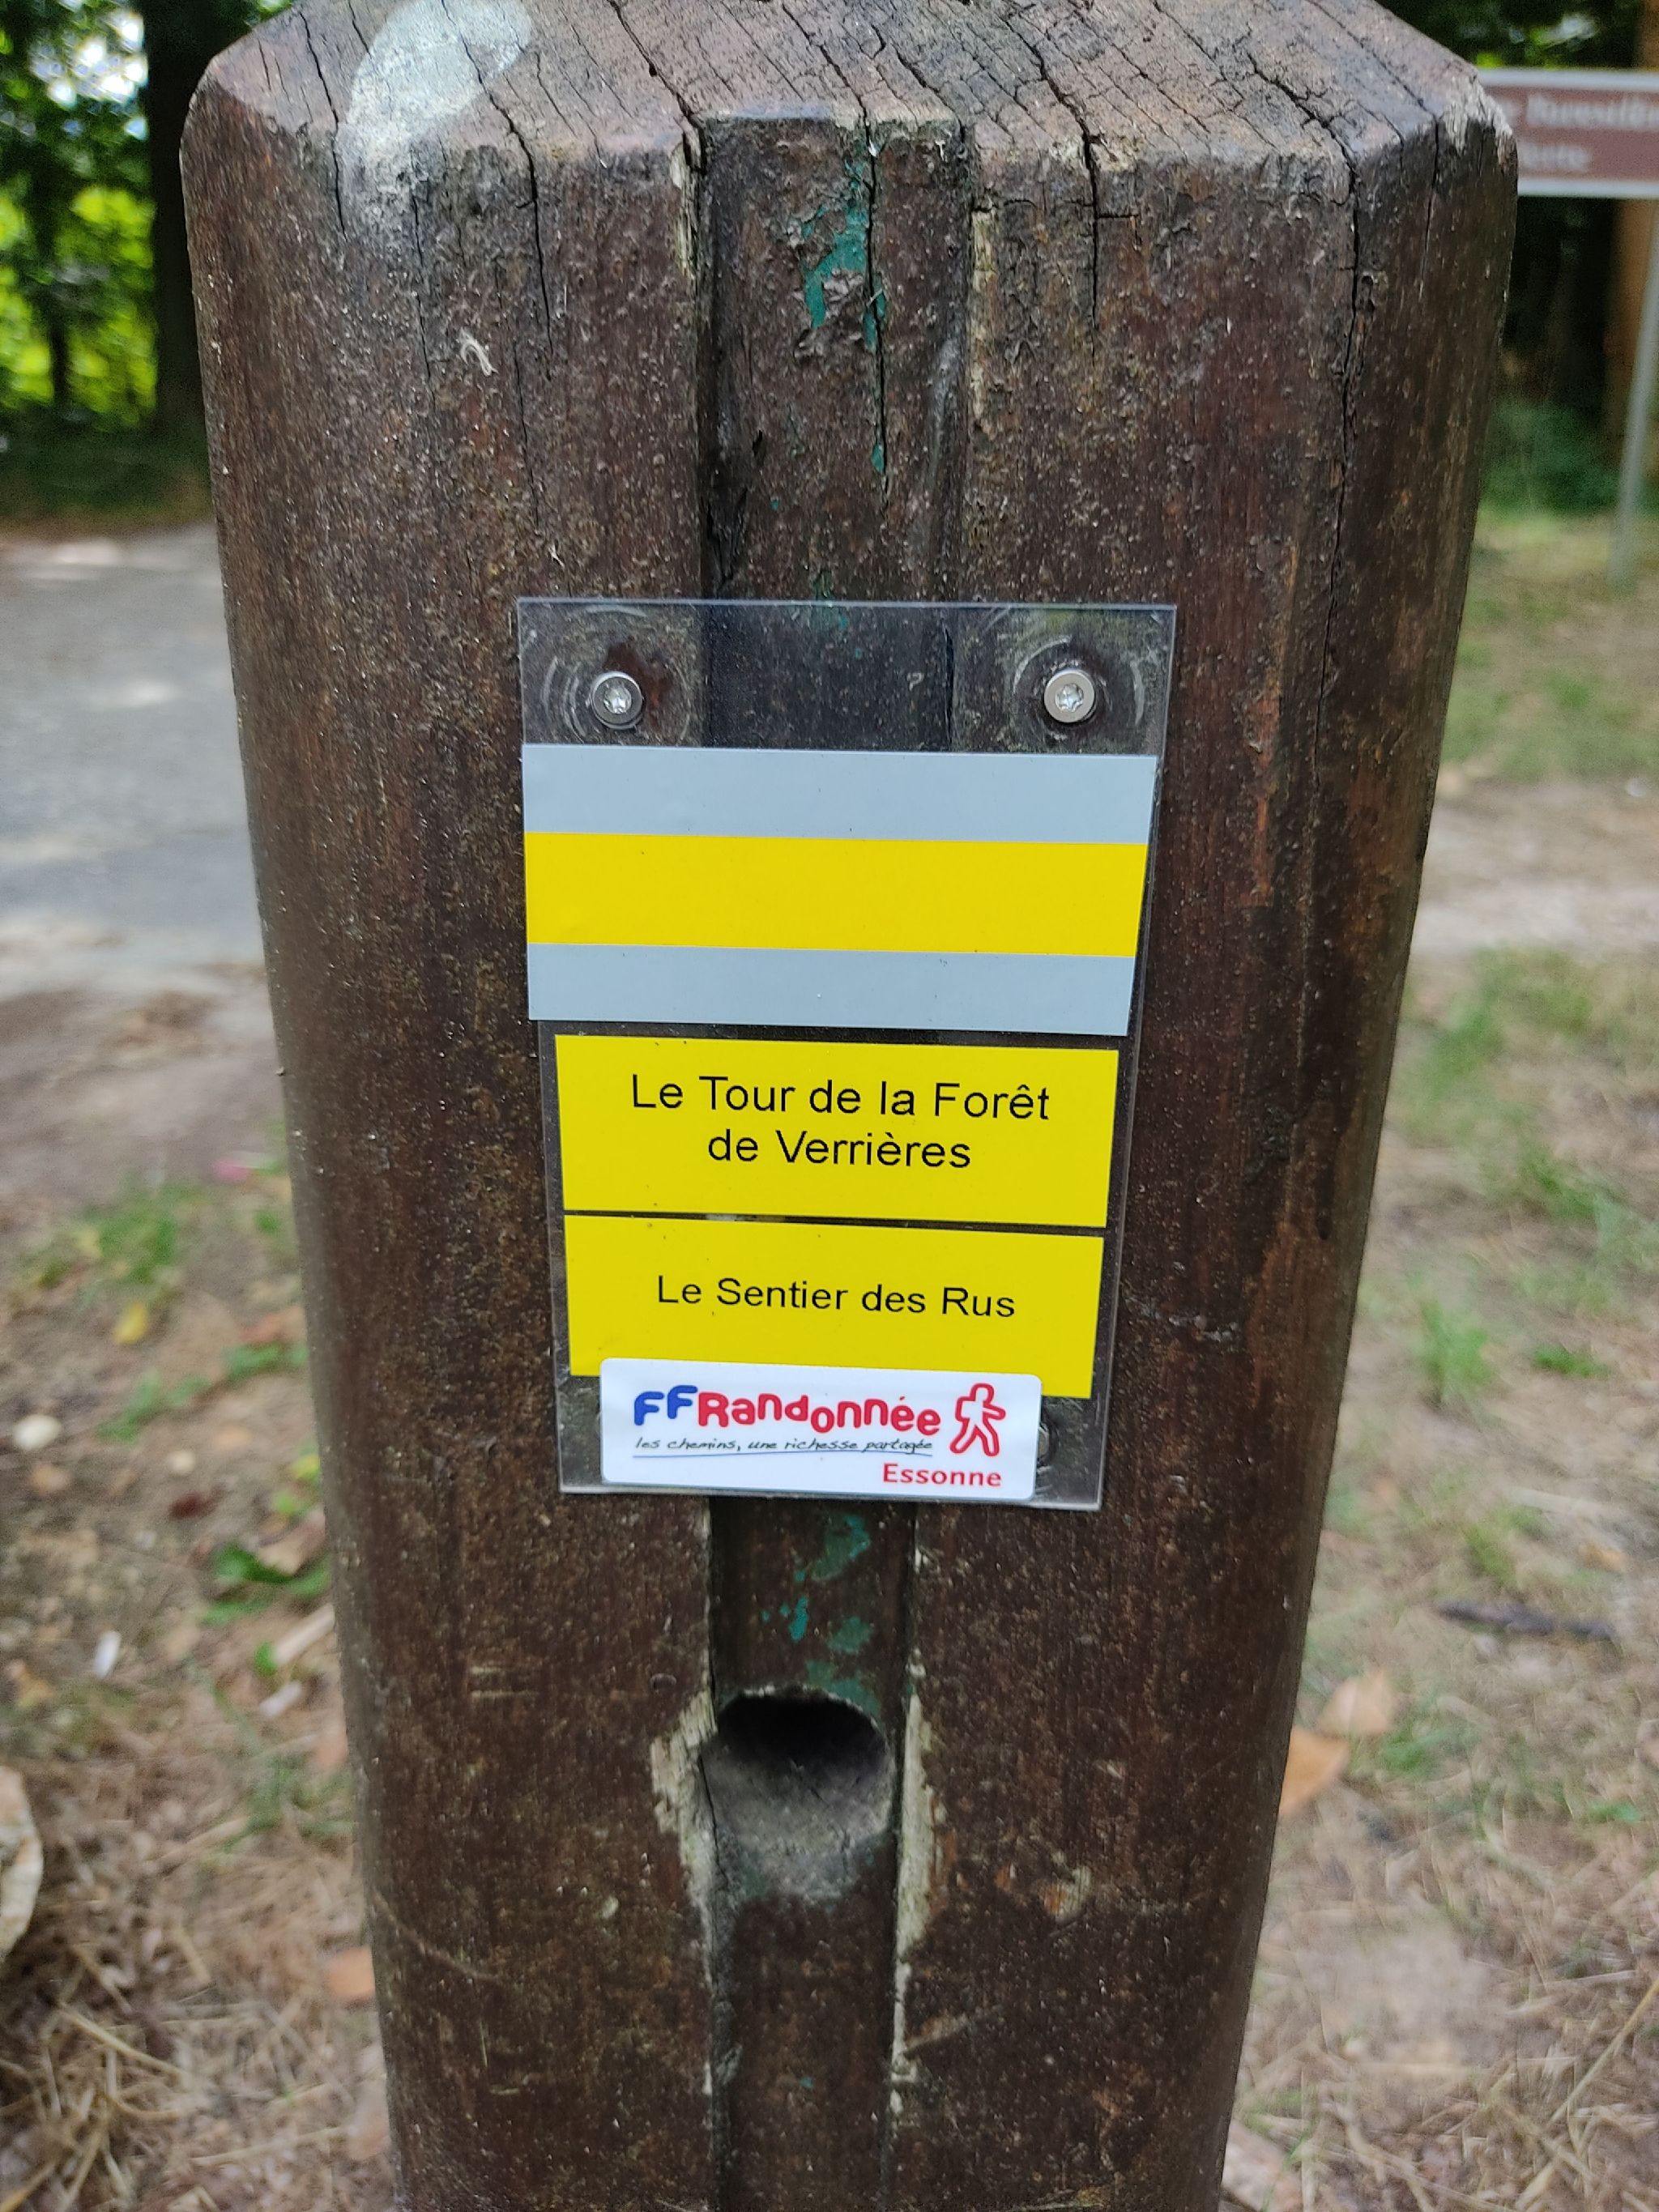 Le Tour de la Forêt
de Verrières
Le Sentier des Rus
FFRandonnée
les chemins, une richesse partagée
Essonne